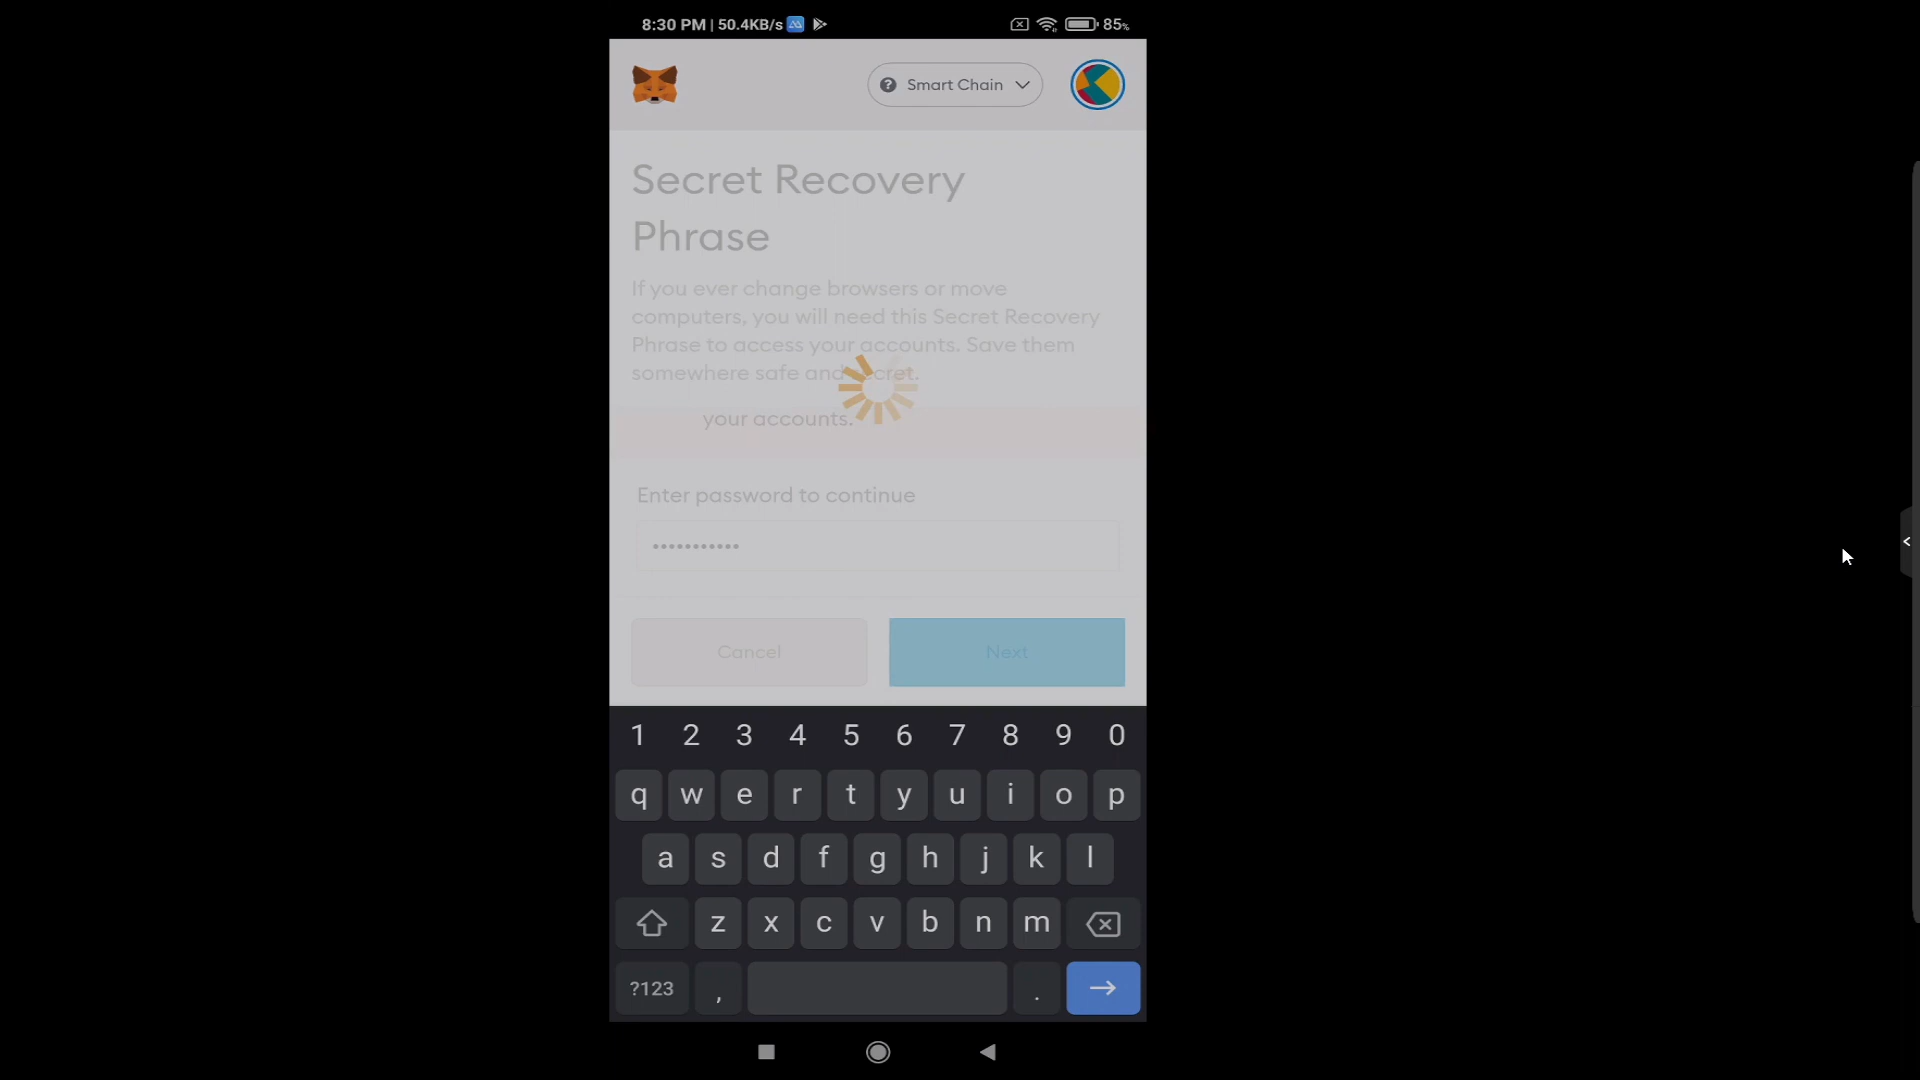 8:30 PM | 50.4KB/s 85%
? Smart Chain
Secret Recovery
Phrase
If you ever change browsers or move
computers, you will need this Secret Recovery
Phrase to access your accounts. Save them
somewhere safe and secret.
your accounts.
Enter password to continue
•••••••••••
Cancel Next
1 2 3 4 5 6 7 8 9 0
q w e r t y u i o p
a s d f g h j k l
z x c v b n m
?123 , .